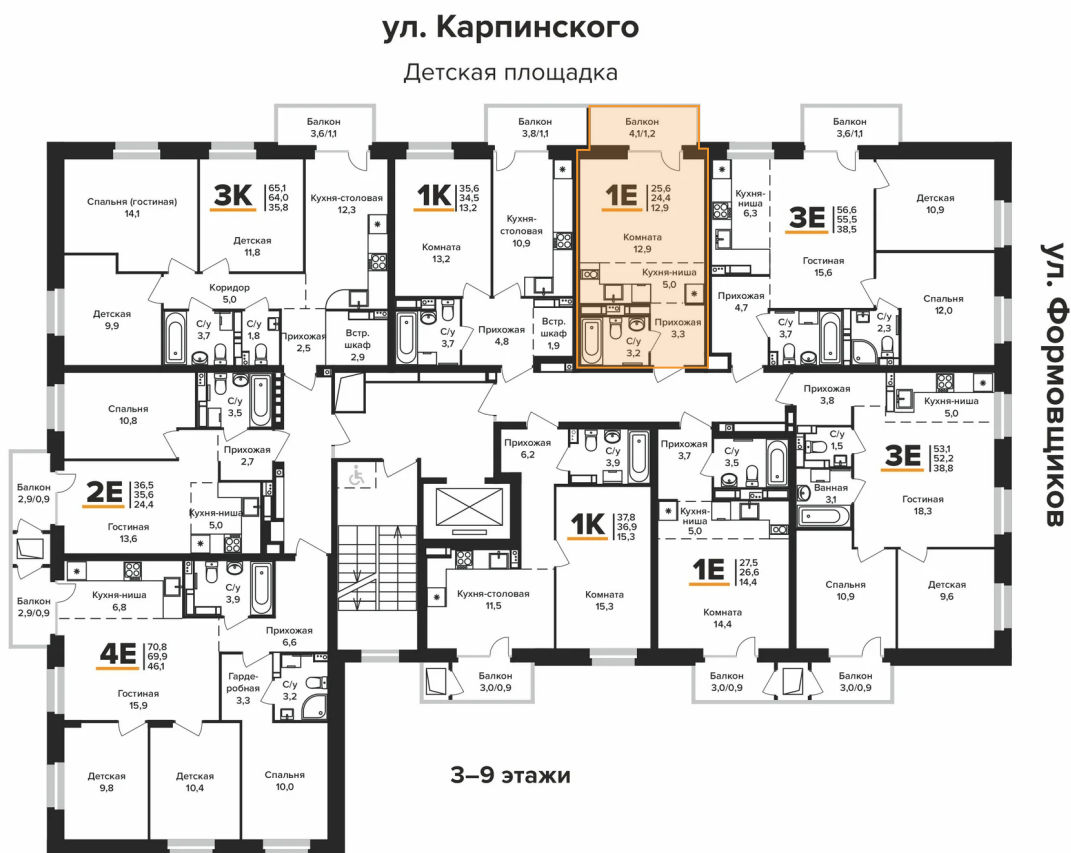 ул. Карпинского
Детская площадка
Балкон
3,6/1,1
Балкон
3,8/1,1
Балкон
4,1/1,2
Балкон
3,6/1,1
Спальня (гостиная)
14,1
3К
65,1
64,0
35,8
Детская
11,8
Кухня-столовая
12,3
1К
35,6
34,5
13,2
Комната
13,2
Кухня-
столовая
10,9
1Е
25,6
24,4
12,9
Комната
12,9
Кухня-ниша
5,0
Кухня-
ниша
6,3
3Е
56,6
55,5
38,5
Гостиная
15,6
Детская
10,9
Спальня
12,0
ул. Формовщиков
Детская
9,9
Коридор
5,0
С/у
3,7
С/у
1,8
Прихожая
2,5
Встр.
шкаф
2,9
С/у
3,7
Прихожая
4,8
Встр.
шкаф
1,9
С/у
3,2
Прихожая
3,3
Прихожая
4,7
С/у
3,7
С/у
2,3
Спальня
10,8
С/у
3,5
Прихожая
2,7
Балкон
2,9/0,9
2Е
36,5
35,6
24,4
Гостиная
13,6
Кухня-ниша
5,0
Прихожая
6,2
С/у
3,9
Прихожая
3,7
С/у
3,5
Прихожая
3,8
Кухня-ниша
5,0
С/у
1,5
3Е
53,1
52,2
38,8
Ванная
3,1
Гостиная
18,3
1К
37,8
36,9
15,3
Кухня-
ниша
5,0
1Е
27,5
26,6
14,4
Комната
14,4
Кухня-столовая
11,5
Комната
15,3
Спальня
10,9
Детская
9,6
Балкон
2,9/0,9
Кухня-ниша
6,8
С/у
3,9
4Е
70,8
69,9
46,1
Прихожая
6,6
Гостиная
15,9
Гарде-
робная
3,3
С/у
3,2
Балкон
3,0/0,9
Балкон
3,0/0,9
Балкон
3,0/0,9
Детская
9,8
Детская
10,4
Спальня
10,0
3–9 этажи